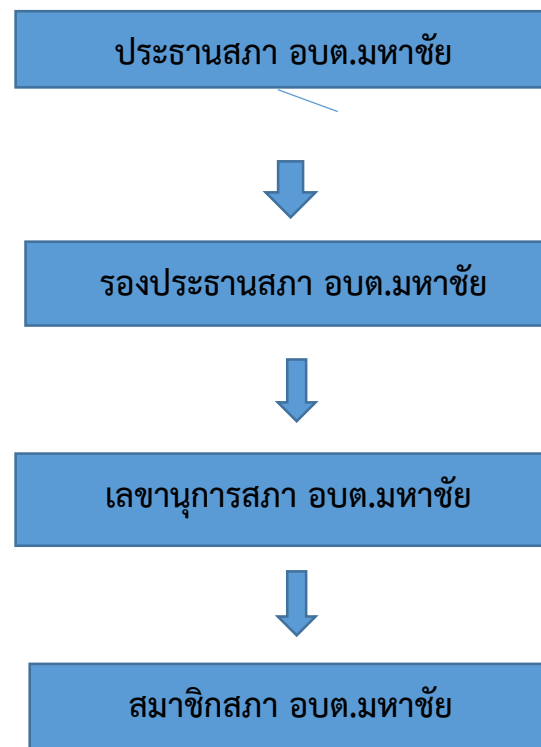 ประธานสภา อบต.มหาชัย
รองประธานสภา อบต.มหาชัย
เลขานุการสภา อบต.มหาชัย
สมาชิกสภา อบต.มหาชัย